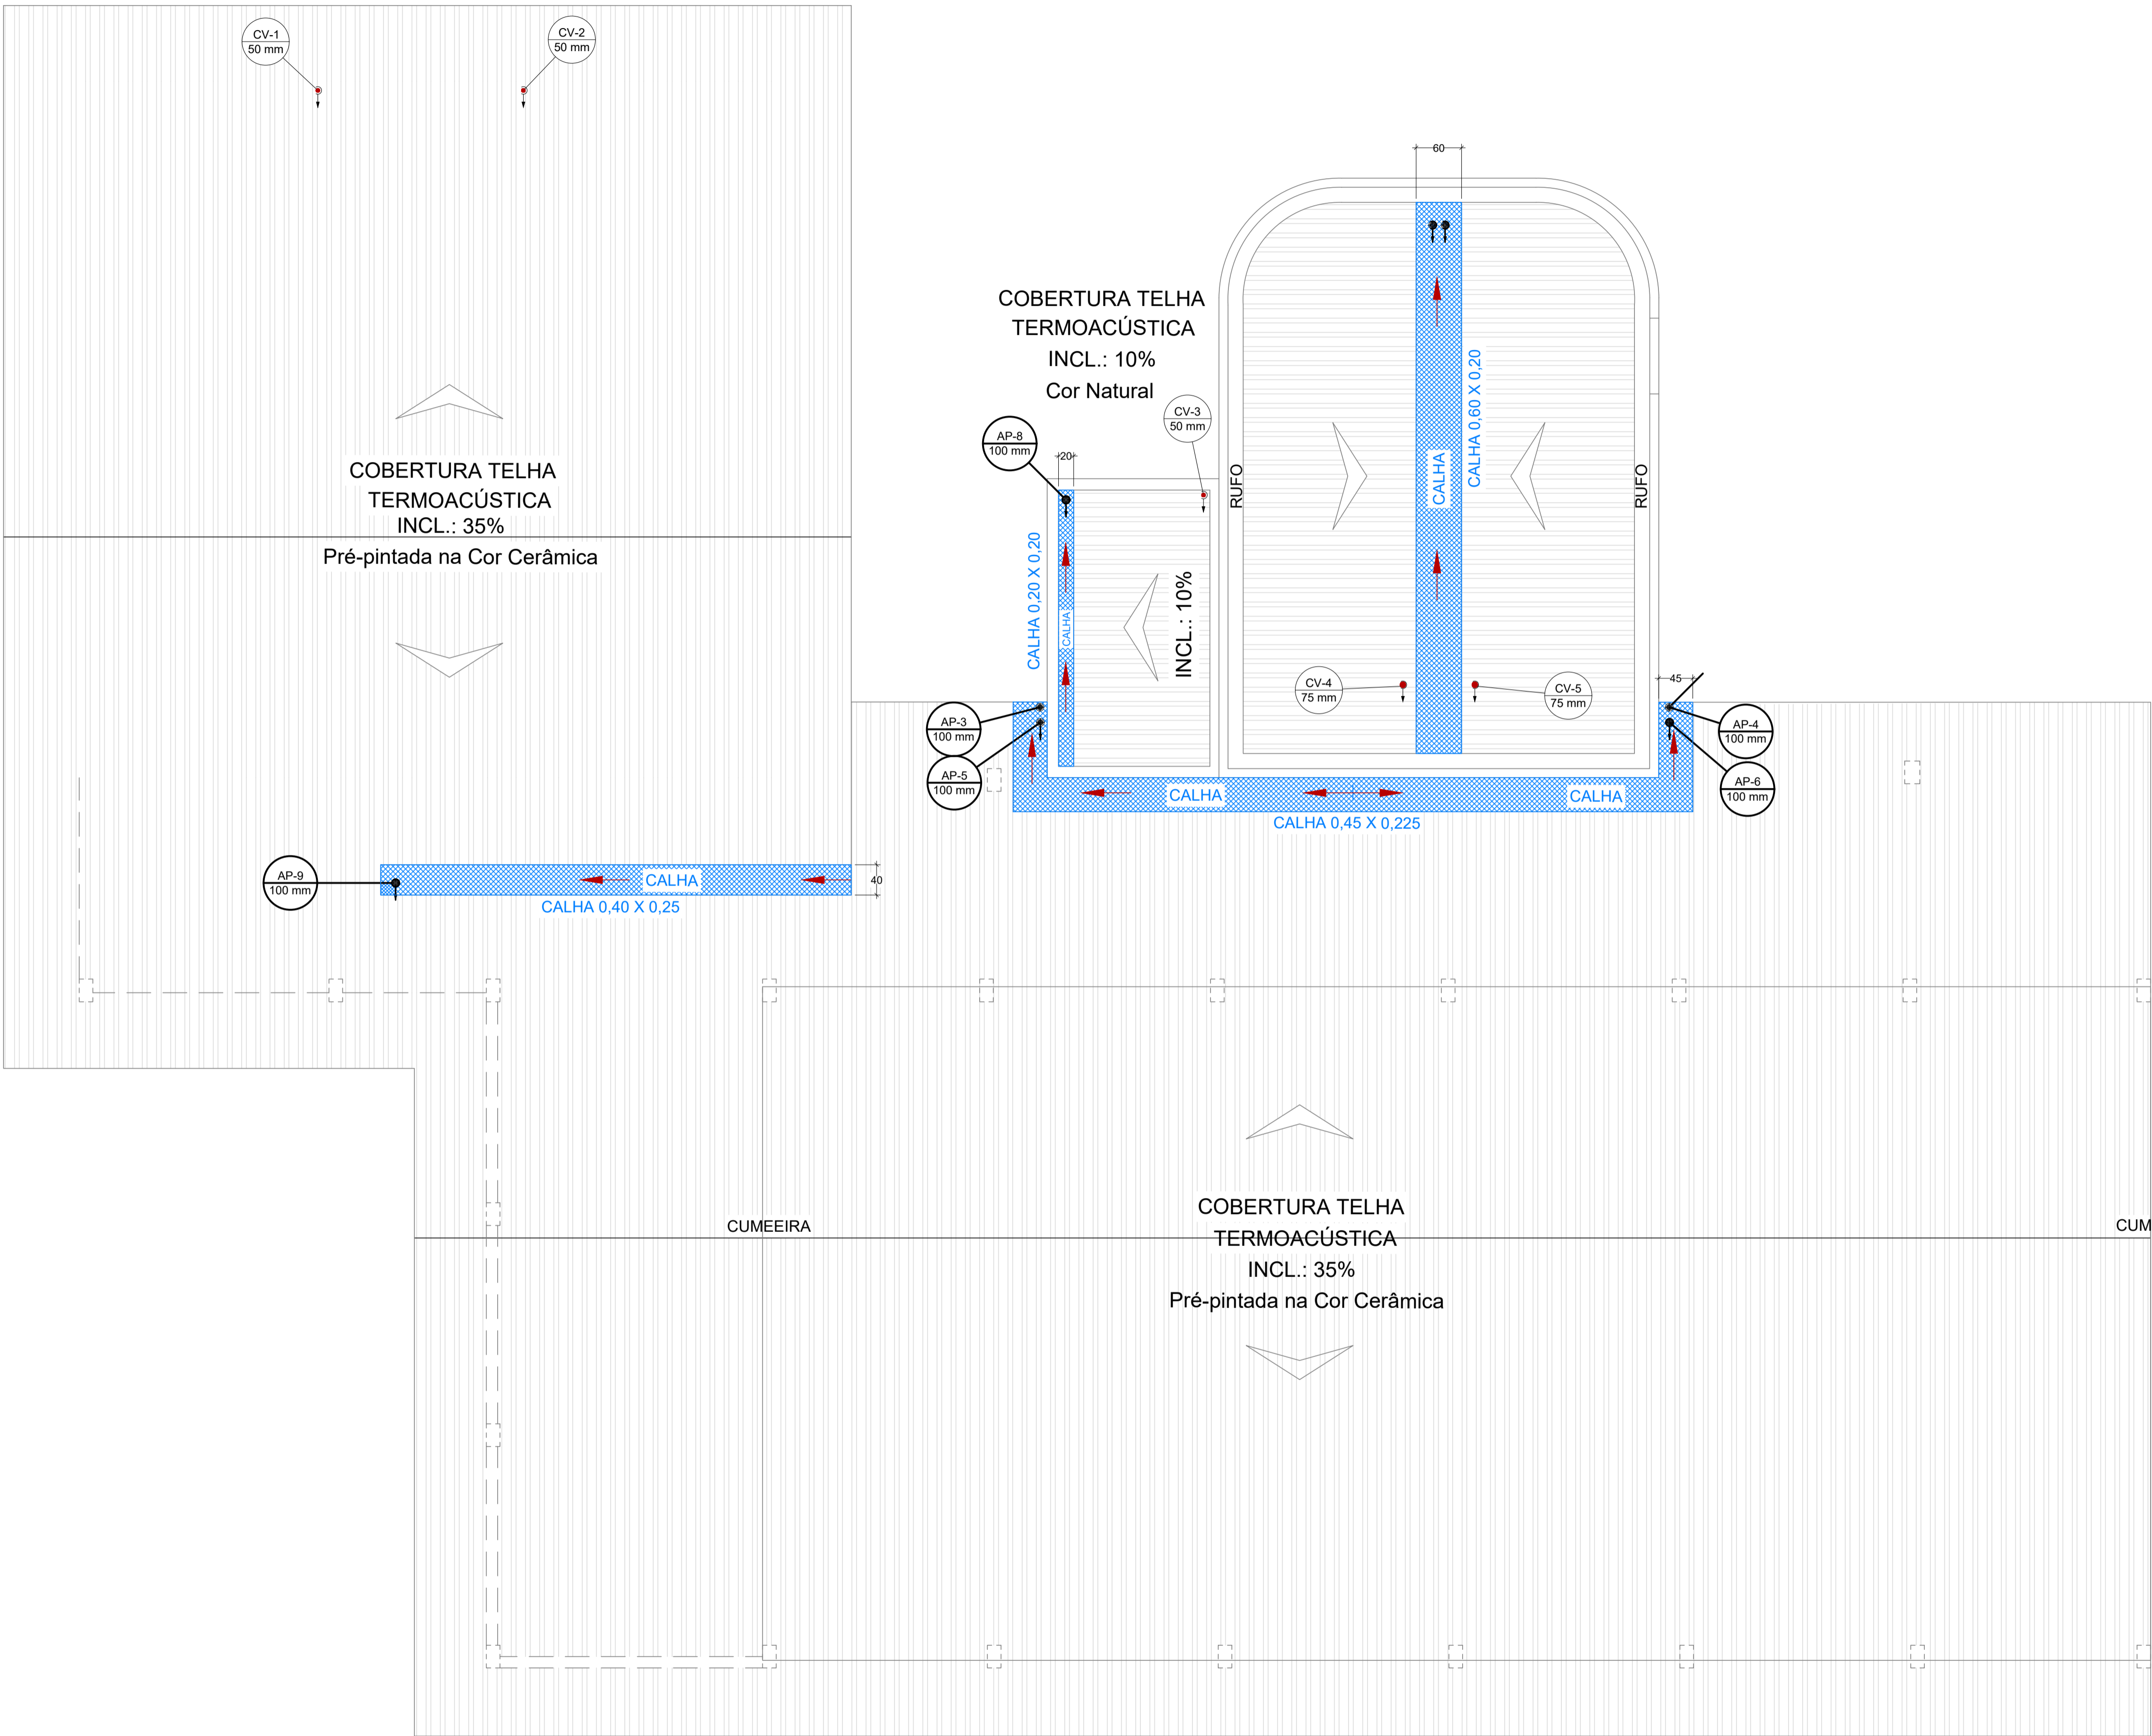 CV-1
50 mm
CV-2
50 mm
60
COBERTURA TELHA
TERMOACÚSTICA
INCL.: 10%
Cor Natural
CV-3
50 mm
AP-8
100 mm
20
CALHA 0,60 X 0,20
CALHA
RUFO
RUFO
COBERTURA TELHA
TERMOACÚSTICA
INCL.: 35%
Pré-pintada na Cor Cerâmica
CALHA 0,20 X 0,20
CALHA
INCL.: 10%
CV-4
75 mm
CV-5
75 mm
45
AP-3
100 mm
AP-4
100 mm
AP-5
100 mm
AP-6
100 mm
CALHA
CALHA
CALHA 0,45 X 0,225
AP-9
100 mm
CALHA
40
CALHA 0,40 X 0,25
COBERTURA TELHA
CUMEEIRA
CUM
TERMOACÚSTICA
INCL.: 35%
Pré-pintada na Cor Cerâmica